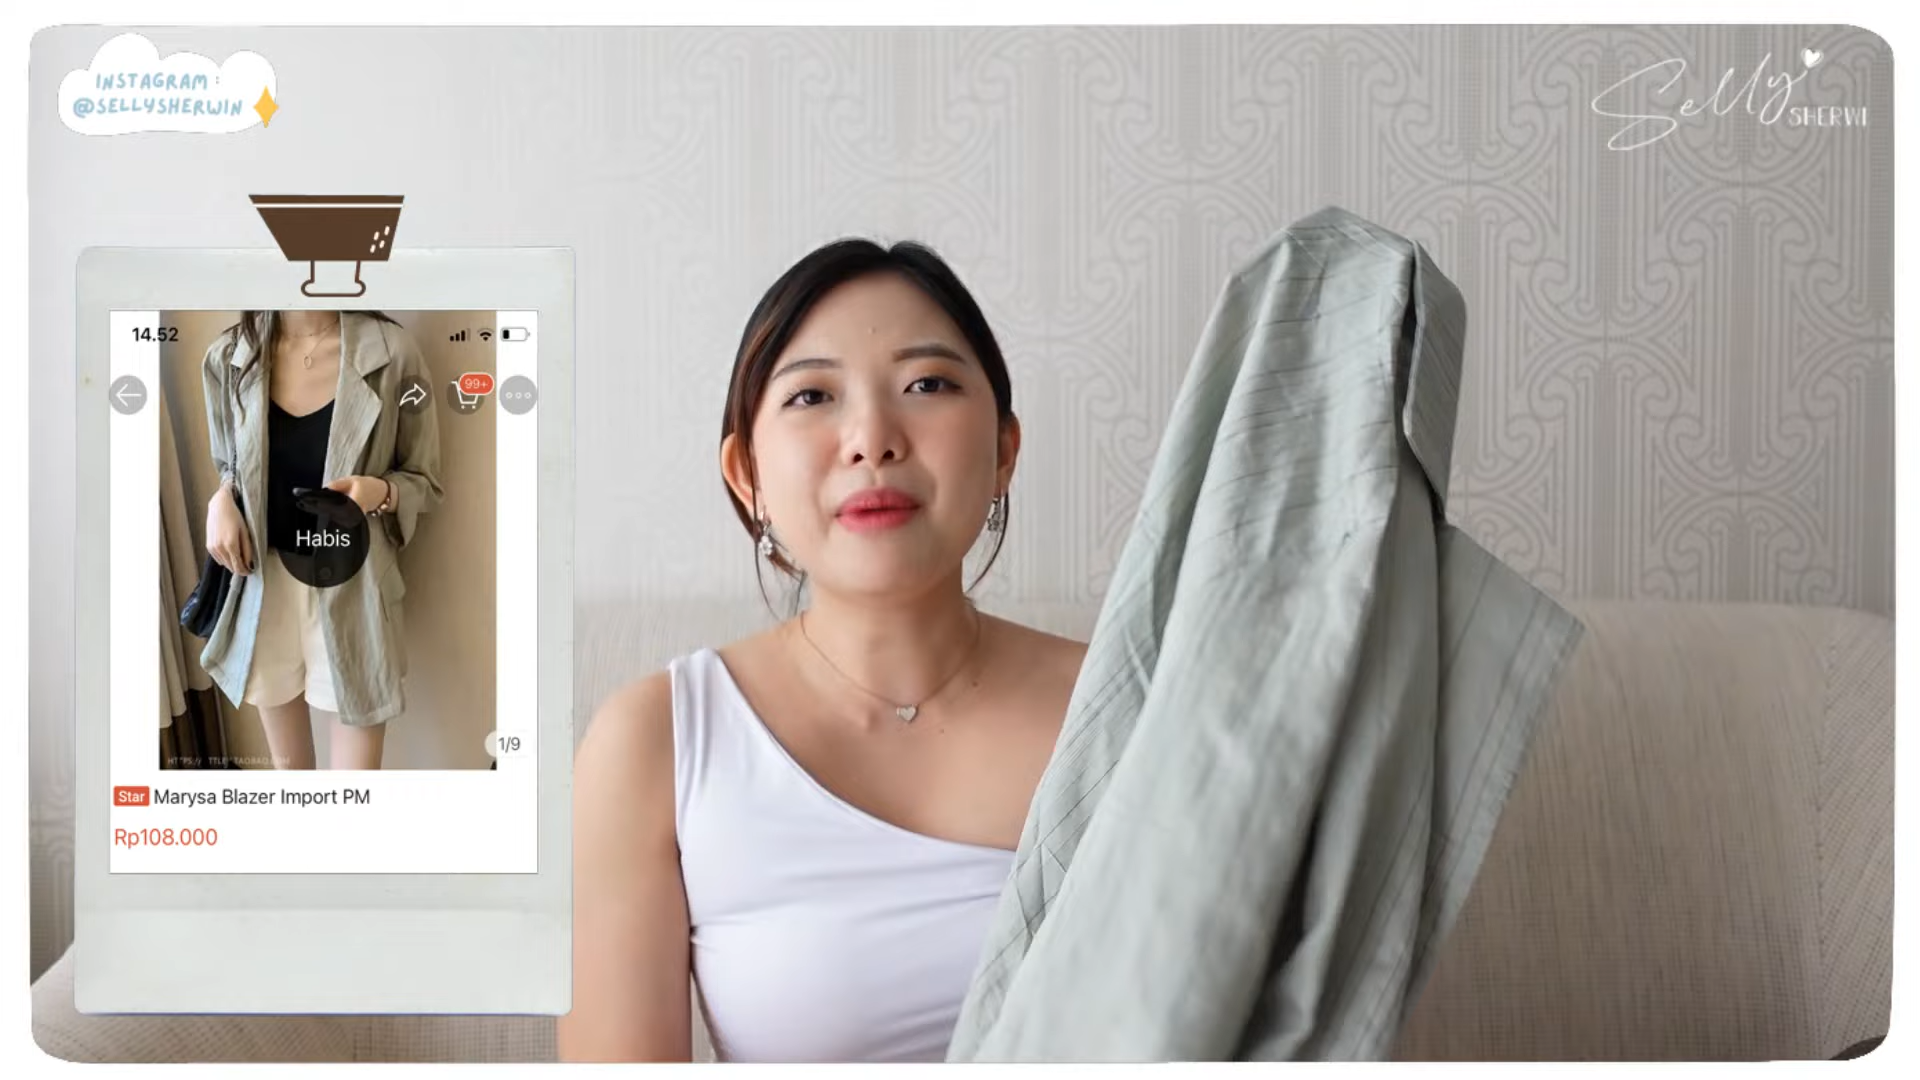 INSTAGRAM :
@SELLYSHERWIN
Selly
SHERWI
14.52
99+
Habis
1/9
Star Marysa Blazer Import PM
Rp108.000